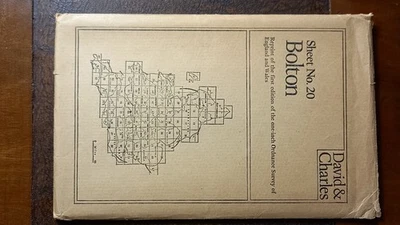 David &
Charles
Sheet No. 20
Bolton
Reprint of the first edition of the one-inch Ordnance Survey of
England and Wales